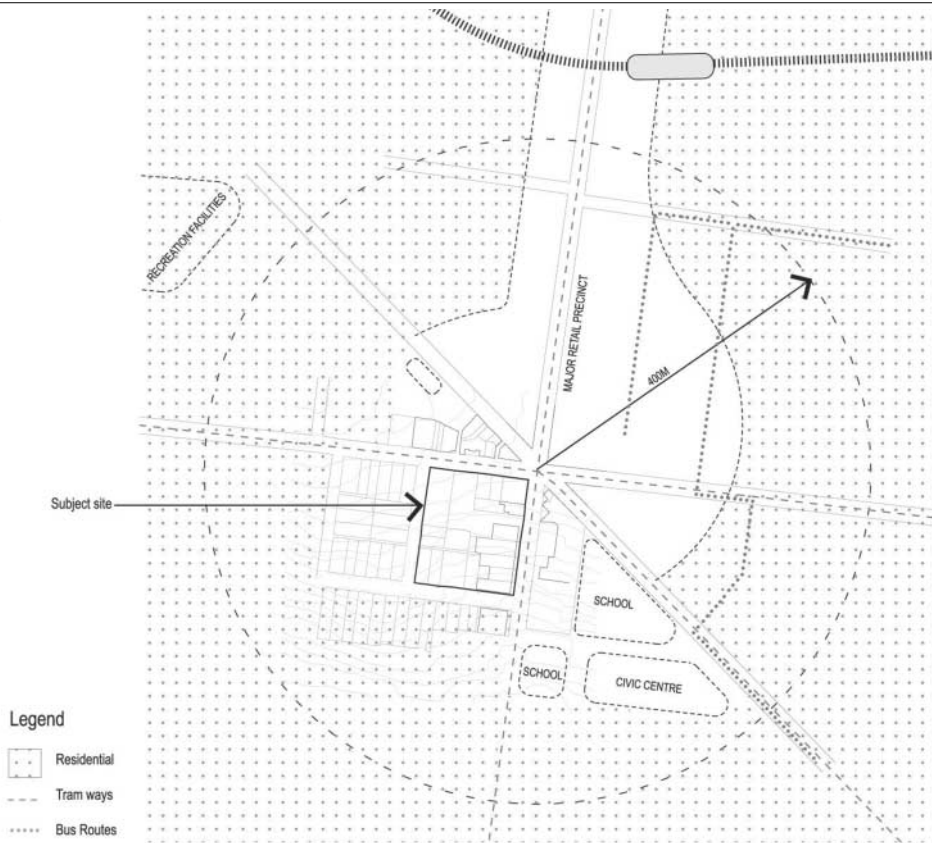 RECREATION FACILITIES
MAJOR RETAIL PRECINCT
400M
Subject site
SCHOOL
SCHOOL
CIVIC CENTRE
Legend
Residential
Tram ways
Bus Routes